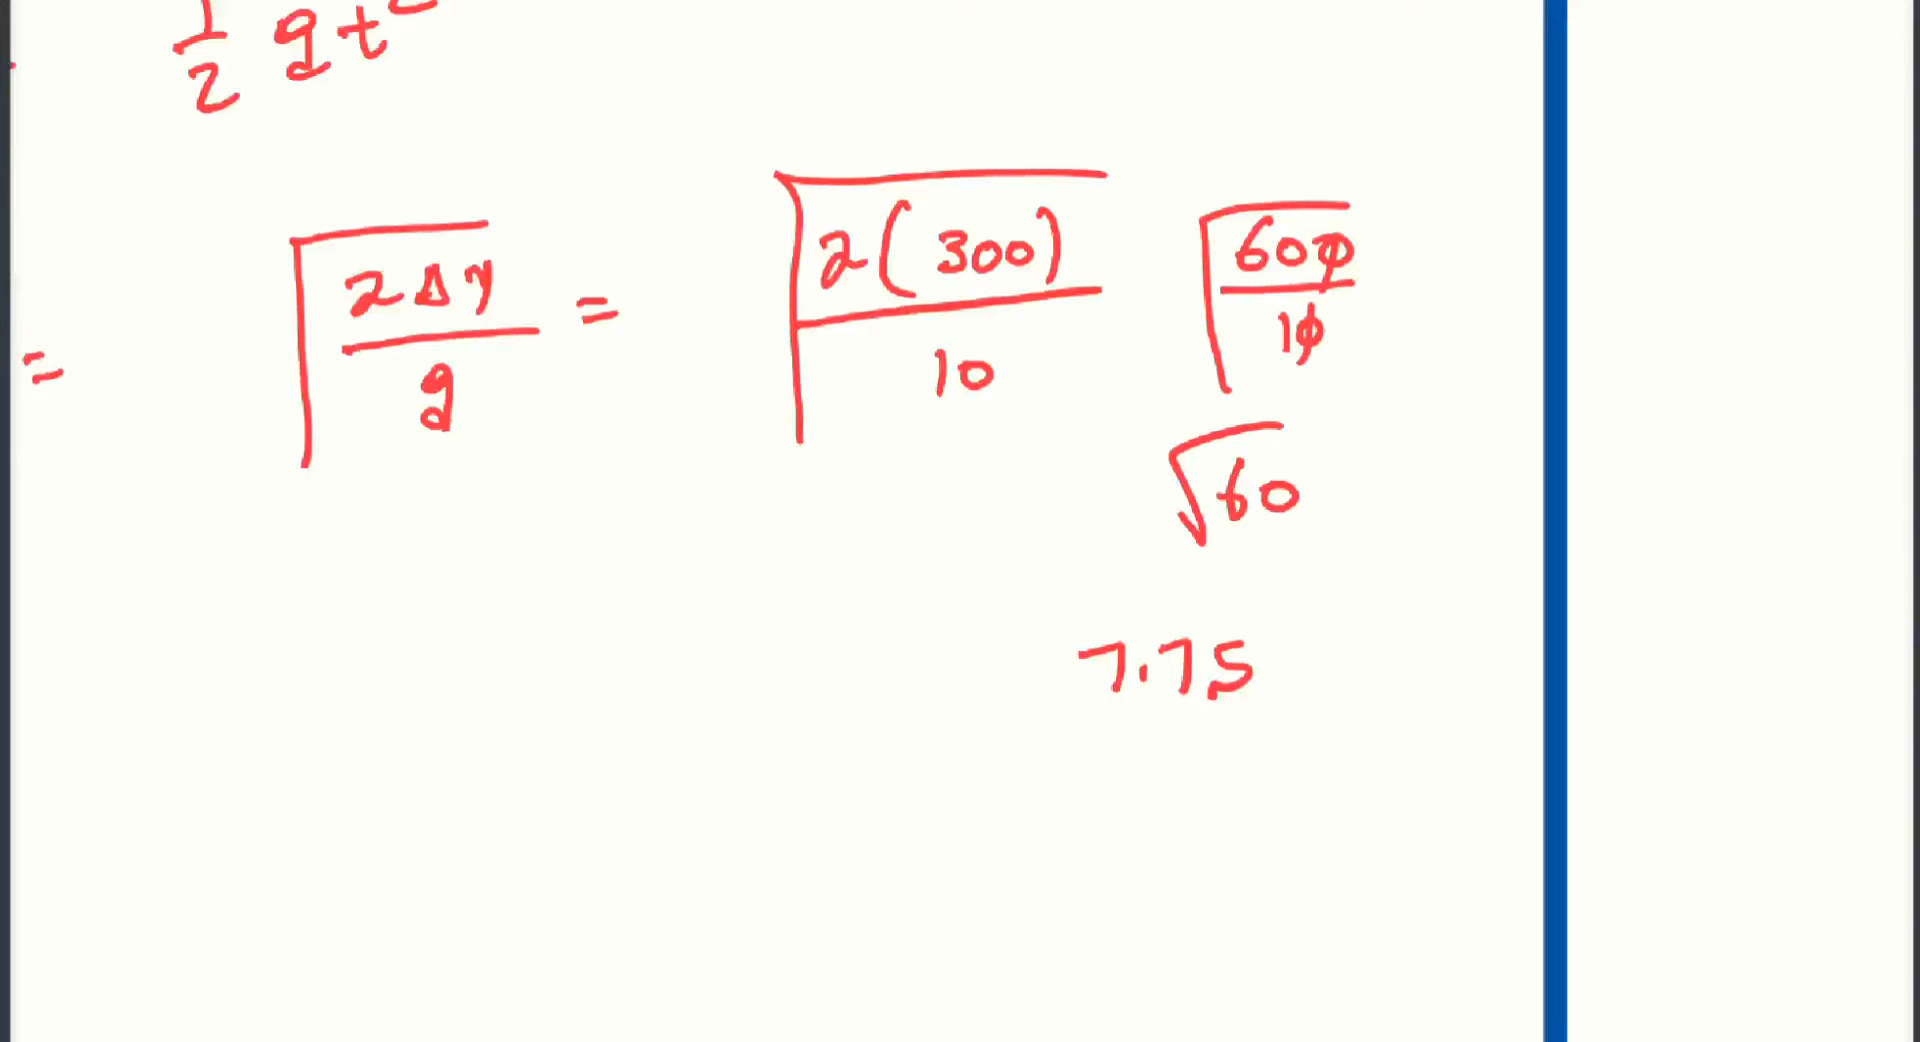 1/2 gt²
= √(2Δy/g) = √(2(300)/10) √(600/10)
√60
7.75